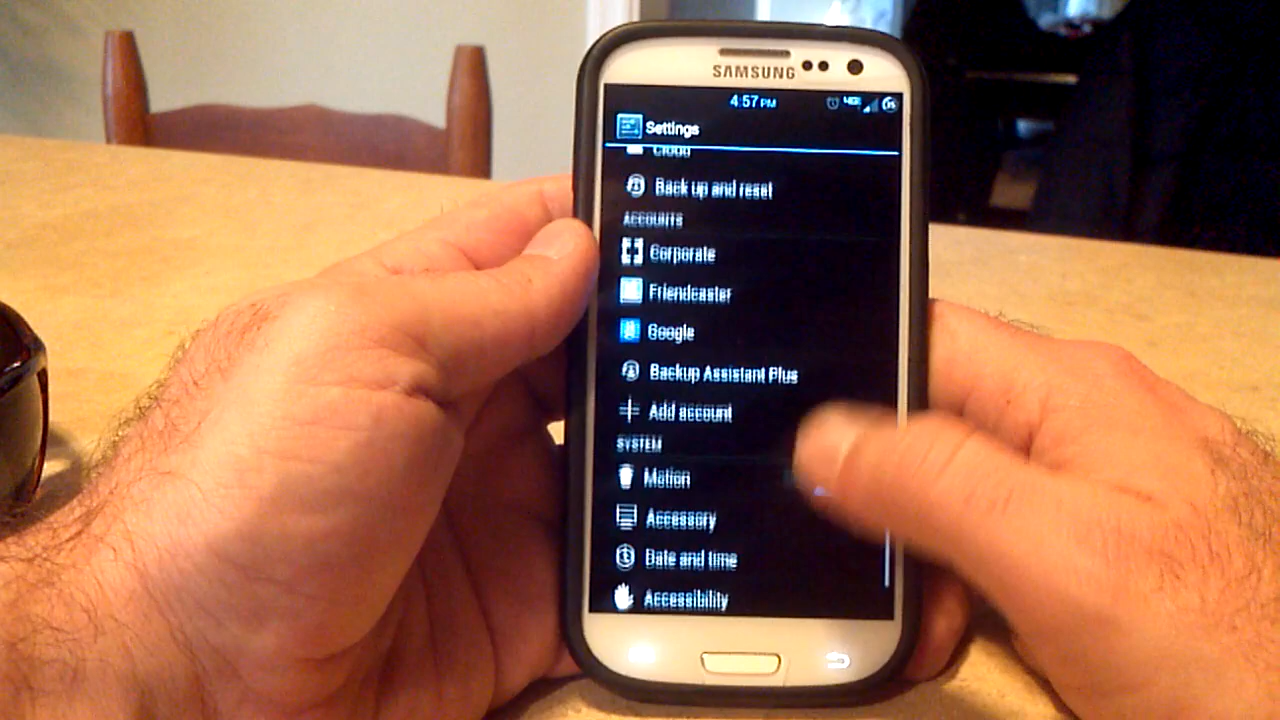 SAMSUNG
4:57 PM
Settings
Cloud
Back up and reset
ACCOUNTS
Corporate
Friendcaster
Google
Backup Assistant Plus
Add account
SYSTEM
Motion
Accessory
Date and time
Accessibility